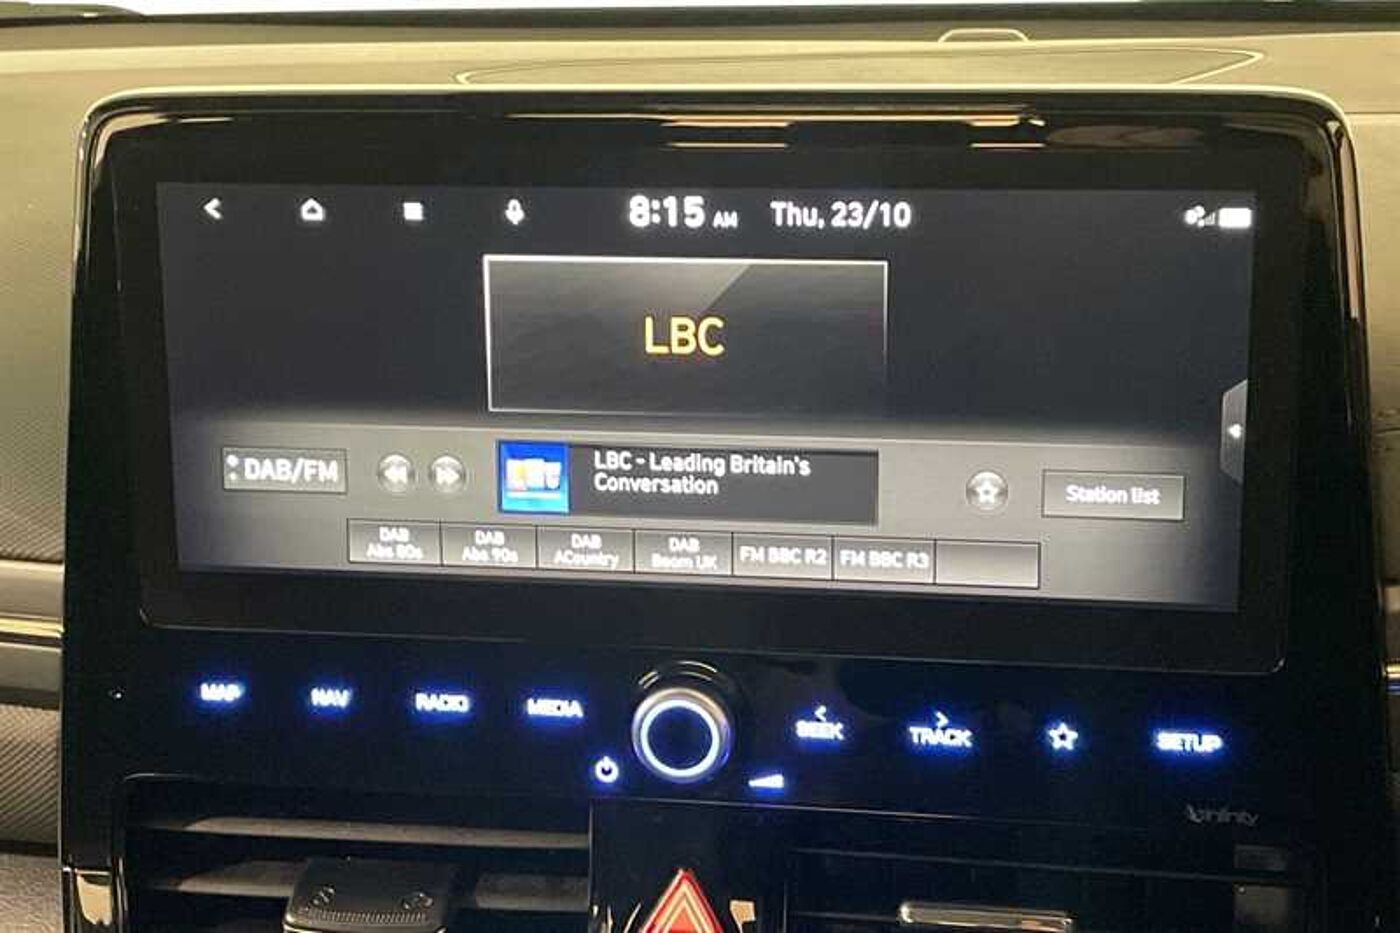 8:15 AM Thu, 23/10
LBC
DAB/FM
LBC - Leading Britain's
Conversation
Station list
DAB
Abs 80s
DAB
Abs 90s
DAB
ACountry
DAB
Boom UK
FM BBC R2
FM BBC R3
MAP
NAV
RADIO
MEDIA
SEEK
TRACK
SETUP
infinity